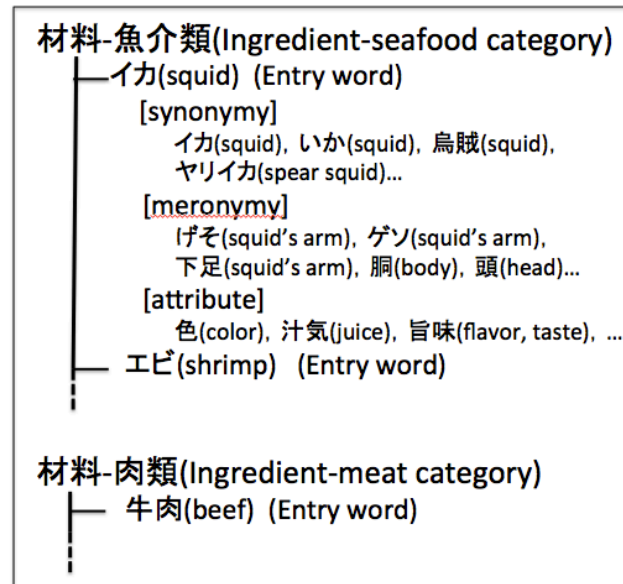 材料-魚介類(Ingredient-seafood category)
イカ(squid) (Entry word)
[synonymy]
イカ(squid), いか(squid), 烏賊(squid),
ヤリイカ(spear squid)...
[meronymy]
げそ(squid's arm), ゲソ(squid's arm),
下足(squid's arm), 胴(body), 頭(head)...
[attribute]
色(color), 汁気(juice), 旨味(flavor, taste), ...
エビ(shrimp) (Entry word)
材料-肉類(Ingredient-meat category)
牛肉(beef) (Entry word)